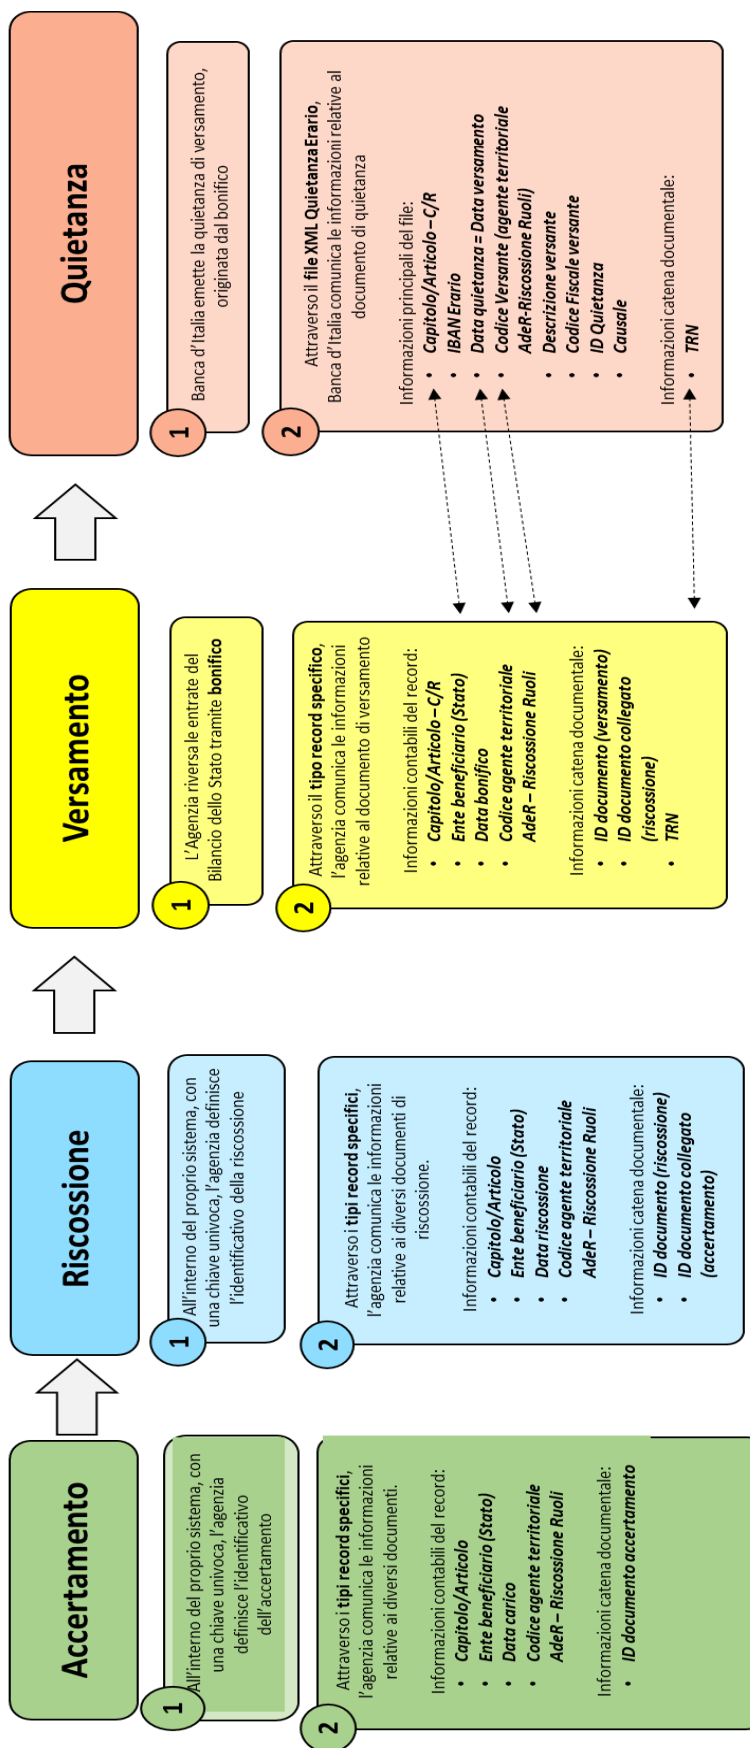 Accertamento
1
All'interno del proprio sistema, con
una chiave univoca, l'agenzia
definisce l'identificativo
dell'accertamento
2
Attraverso i tipi record specifici,
l'agenzia comunica le informazioni
relative ai diversi documenti.
Informazioni contabili del record:
• Capitolo/Articolo
• Ente beneficiario (Stato)
• Data carico
• Codice agente territoriale
AdeR – Riscossione Ruoli
Informazioni catena documentale:
• ID documento accertamento
Riscossione
1
All'interno del proprio sistema, con
una chiave univoca, l'agenzia definisce
l'identificativo della riscossione
2
Attraverso i tipi record specifici,
l'agenzia comunica le informazioni
relative ai diversi documenti di
riscossione.
Informazioni contabili del record:
• Capitolo/Articolo
• Ente beneficiario (Stato)
• Data riscossione
• Codice agente territoriale
AdeR – Riscossione Ruoli
Informazioni catena documentale:
• ID documento (riscossione)
• ID documento collegato
(accertamento)
Versamento
1
L'Agenzia riversa le entrate del
Bilancio dello Stato tramite bonifico
2
Attraverso il tipo record specifico,
l'agenzia comunica le informazioni
relative al documento di versamento
Informazioni contabili del record:
• Capitolo/Articolo – C/R
• Ente beneficiario (Stato)
• Data bonifico
• Codice agente territoriale
AdeR – Riscossione Ruoli
Informazioni catena documentale:
• ID documento (versamento)
• ID documento collegato
(riscossione)
• TRN
Quietanza
1
Banca d'Italia emette la quietanza di versamento,
originata dal bonifico
2
Attraverso il file XML Quietanza Erario,
Banca d'Italia comunica le informazioni relative al
documento di quietanza
Informazioni principali del file:
• Capitolo/Articolo – C/R
• IBAN Erario
• Data quietanza = Data versamento
• Codice Versante (agente territoriale
AdeR-Riscossione Ruoli)
• Descrizione versante
• Codice Fiscale versante
• ID Quietanza
• Causale
Informazioni catena documentale:
• TRN